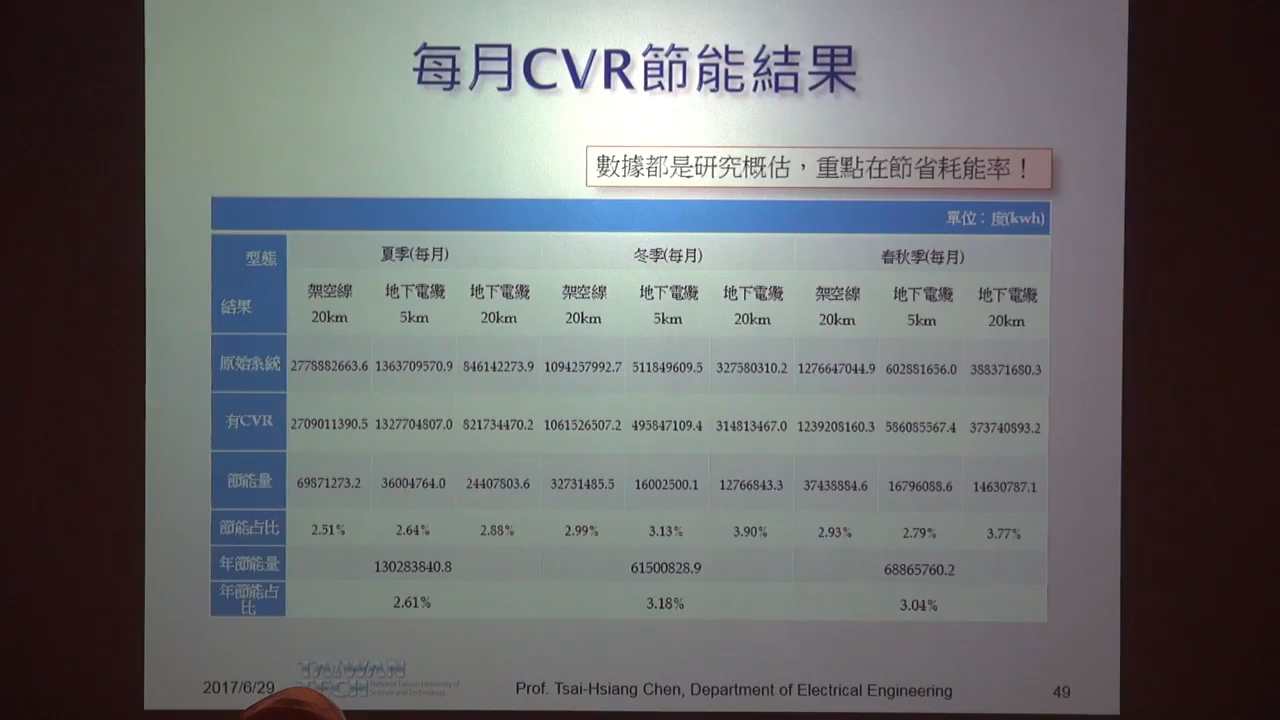 每月CVR節能結果
數據都是研究概估，重點在節省耗能率！
單位：度(kwh)
型態 夏季(每月) 冬季(每月) 春秋季(每月)
結果 架空線 地下電纜 地下電纜 架空線 地下電纜 地下電纜 架空線 地下電纜 地下電纜
20km 5km 20km 20km 5km 20km 20km 5km 20km
原始系統 2778882663.6 1363709570.9 846142273.9 1094257992.7 511849609.5 327580310.2 1276647044.9 602881656.0 388371680.3
有CVR 2709011390.5 1327704807.0 821734470.2 1061526507.2 495847109.4 314813467.0 1239208160.3 586085567.4 373740893.2
節能量 69871273.2 36004764.0 24407803.6 32731485.5 16002500.1 12766843.3 37438884.6 16796088.6 14630787.1
節能占比 2.51% 2.64% 2.88% 2.99% 3.13% 3.90% 2.93% 2.79% 3.77%
年節能量 130283840.8 61500828.9 68865760.2
年節能占比 2.61% 3.18% 3.04%
TAIWAN
TECH National Taiwan University of
Science and Technology
2017/6/29 Prof. Tsai-Hsiang Chen, Department of Electrical Engineering 49